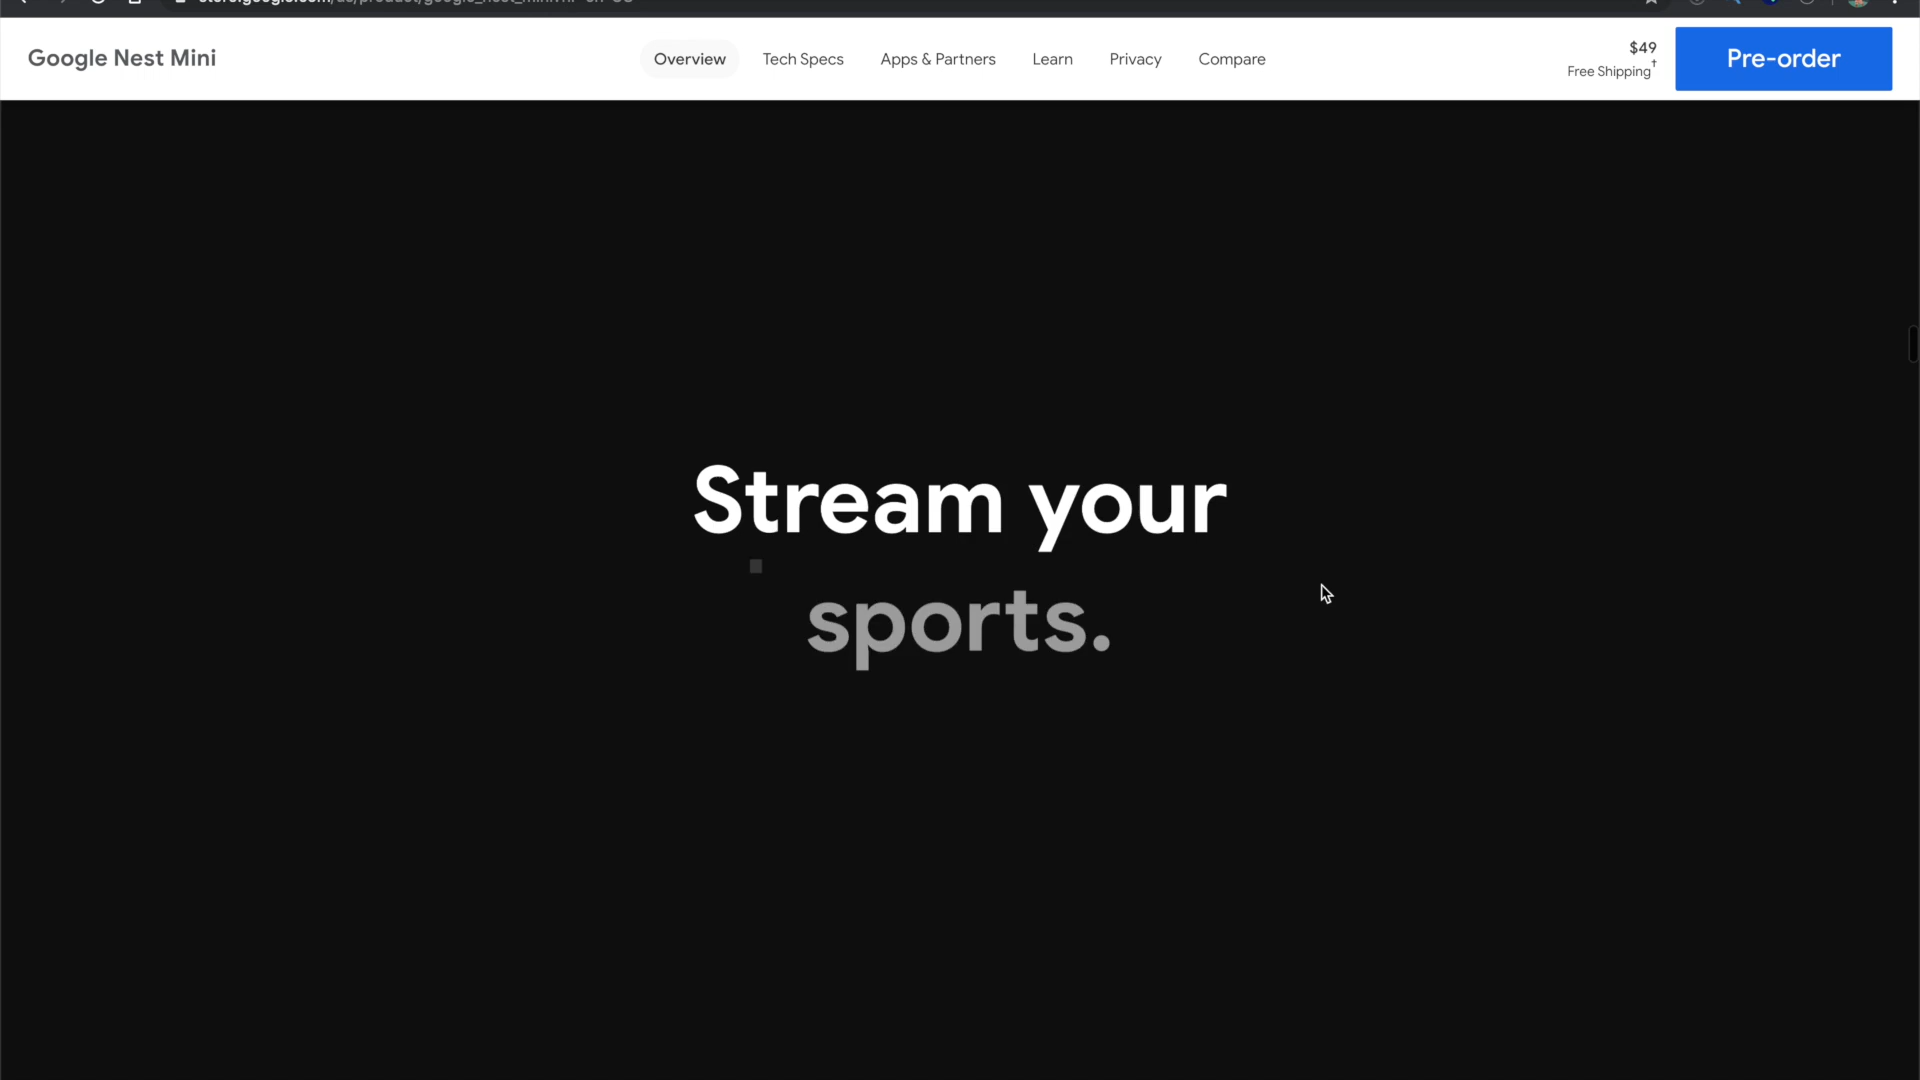 Google Nest Mini
Overview
Tech Specs
Apps & Partners
Learn
Privacy
Compare
$49
Free Shipping†
Pre-order
Stream your
sports.